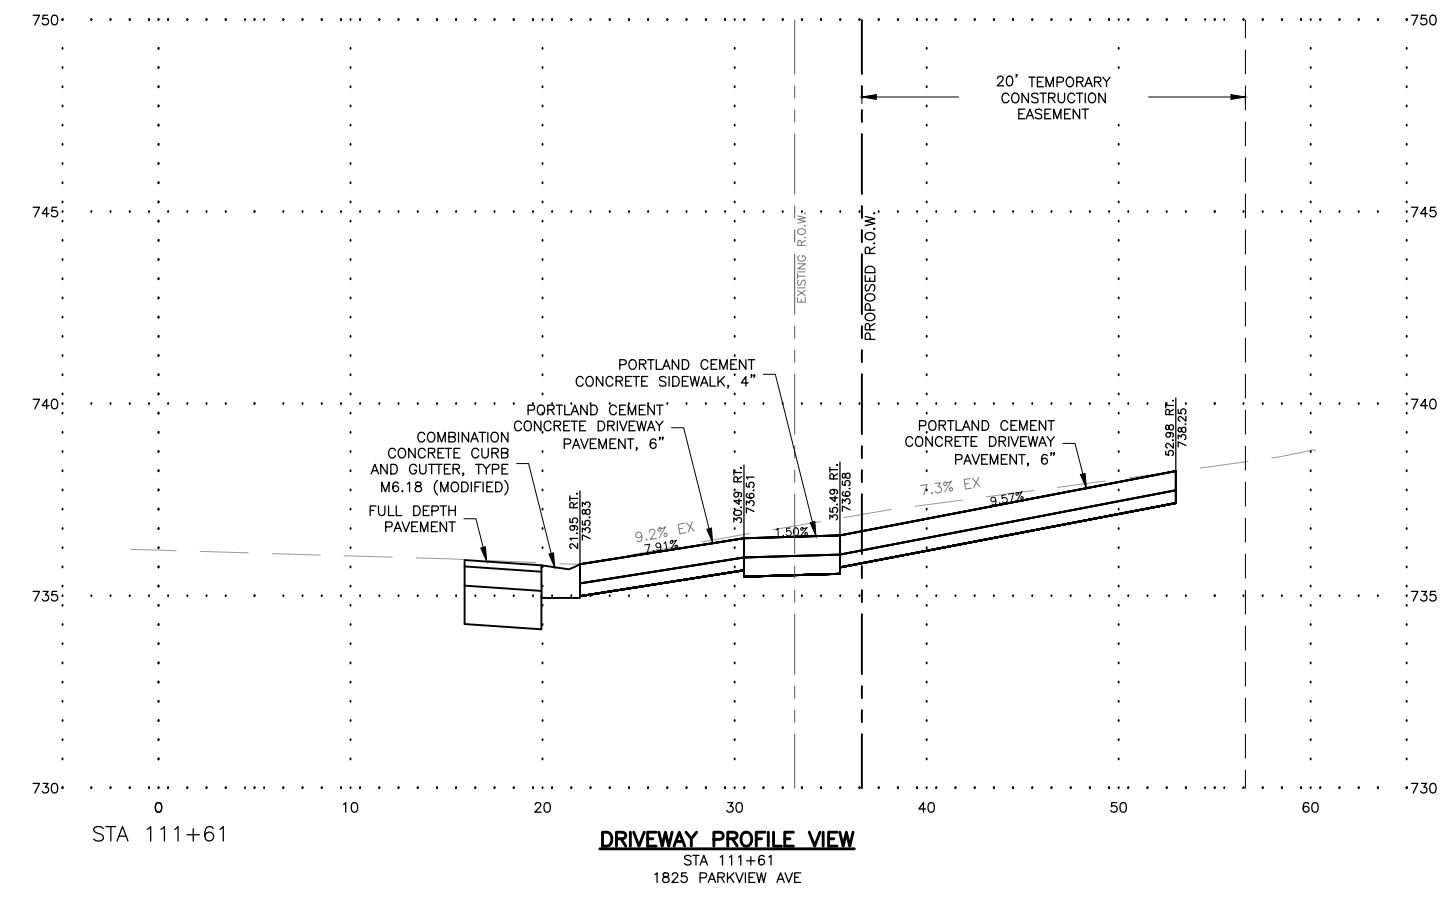 750
750
20' TEMPORARY
CONSTRUCTION
EASEMENT
745
745
EXISTING R.O.W.
PROPOSED R.O.W.
PORTLAND CEMENT
CONCRETE SIDEWALK, 4"
740
740
PORTLAND CEMENT
CONCRETE DRIVEWAY
PAVEMENT, 6"
COMBINATION
CONCRETE CURB
AND GUTTER, TYPE
M6.18 (MODIFIED)
FULL DEPTH
PAVEMENT
PORTLAND CEMENT
CONCRETE DRIVEWAY
PAVEMENT, 6"
21.95 RT.
735.83
30.49 RT.
736.51
35.49 RT.
736.58
52.98 RT.
738.25
9.2% EX
7.91%
1.50%
7.3% EX
9.57%
735
735
730
730
0
10
20
30
40
50
60
STA 111+61
DRIVEWAY PROFILE VIEW
STA 111+61
1825 PARKVIEW AVE